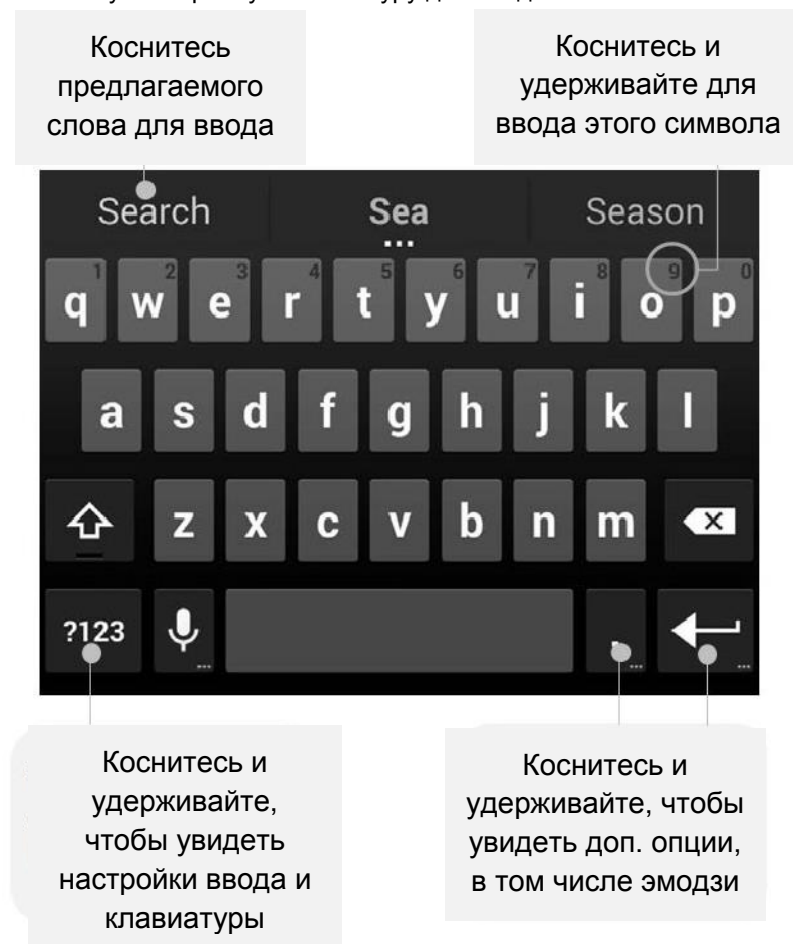 Коснитесь
предлагаемого
слова для ввода
Коснитесь и
удерживайте для
ввода этого символа
Search Sea Season
1 2 3 4 5 6 7 8 9 0
q w e r t y u i o p
a s d f g h j k l
z x c v b n m
?123 .
Коснитесь и
удерживайте,
чтобы увидеть
настройки ввода и
клавиатуры
Коснитесь и
удерживайте, чтобы
увидеть доп. опции,
в том числе эмодзи